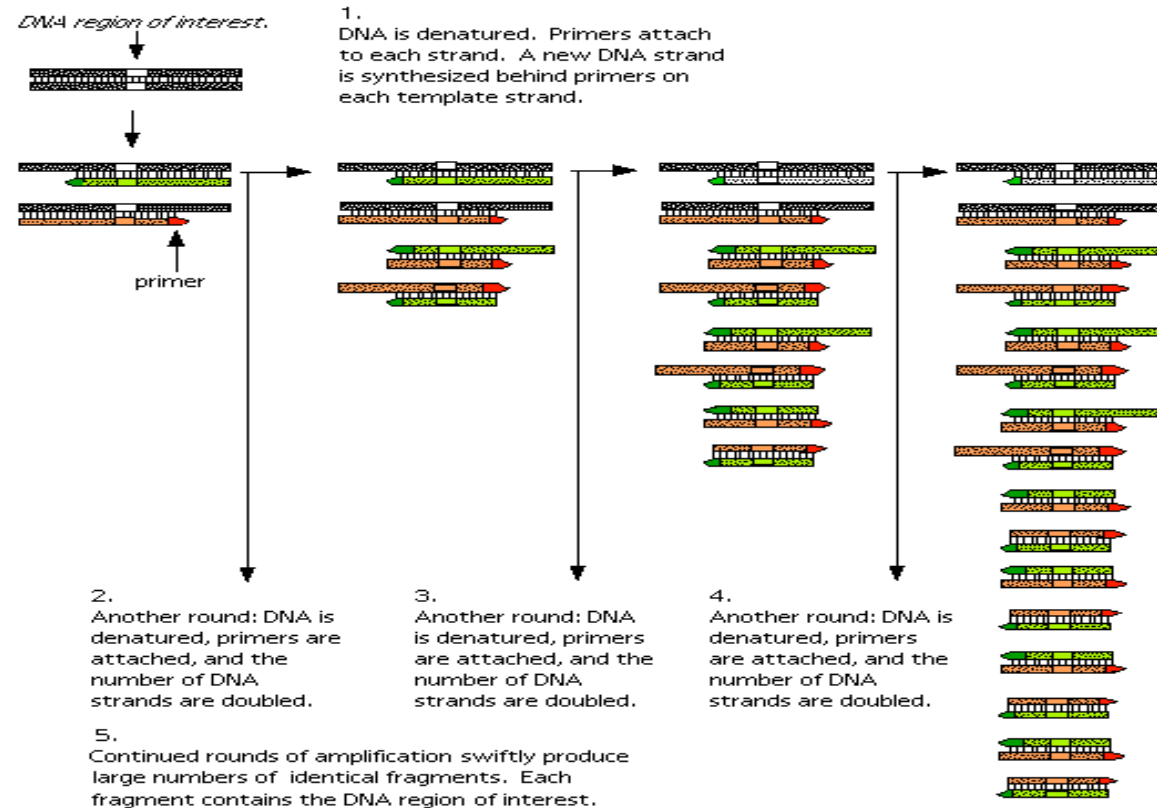 DNA region of interest.
1.
DNA is denatured. Primers attach
to each strand. A new DNA strand
is synthesized behind primers on
each template strand.
primer
2.
Another round: DNA is
denatured, primers are
attached, and the
number of DNA
strands are doubled.
3.
Another round: DNA
is denatured, primers
are attached, and the
number of DNA
strands are doubled.
4.
Another round: DNA is
denatured, primers
are attached, and the
number of DNA
strands are doubled.
5.
Continued rounds of amplification swiftly produce
large numbers of identical fragments. Each
fragment contains the DNA region of interest.